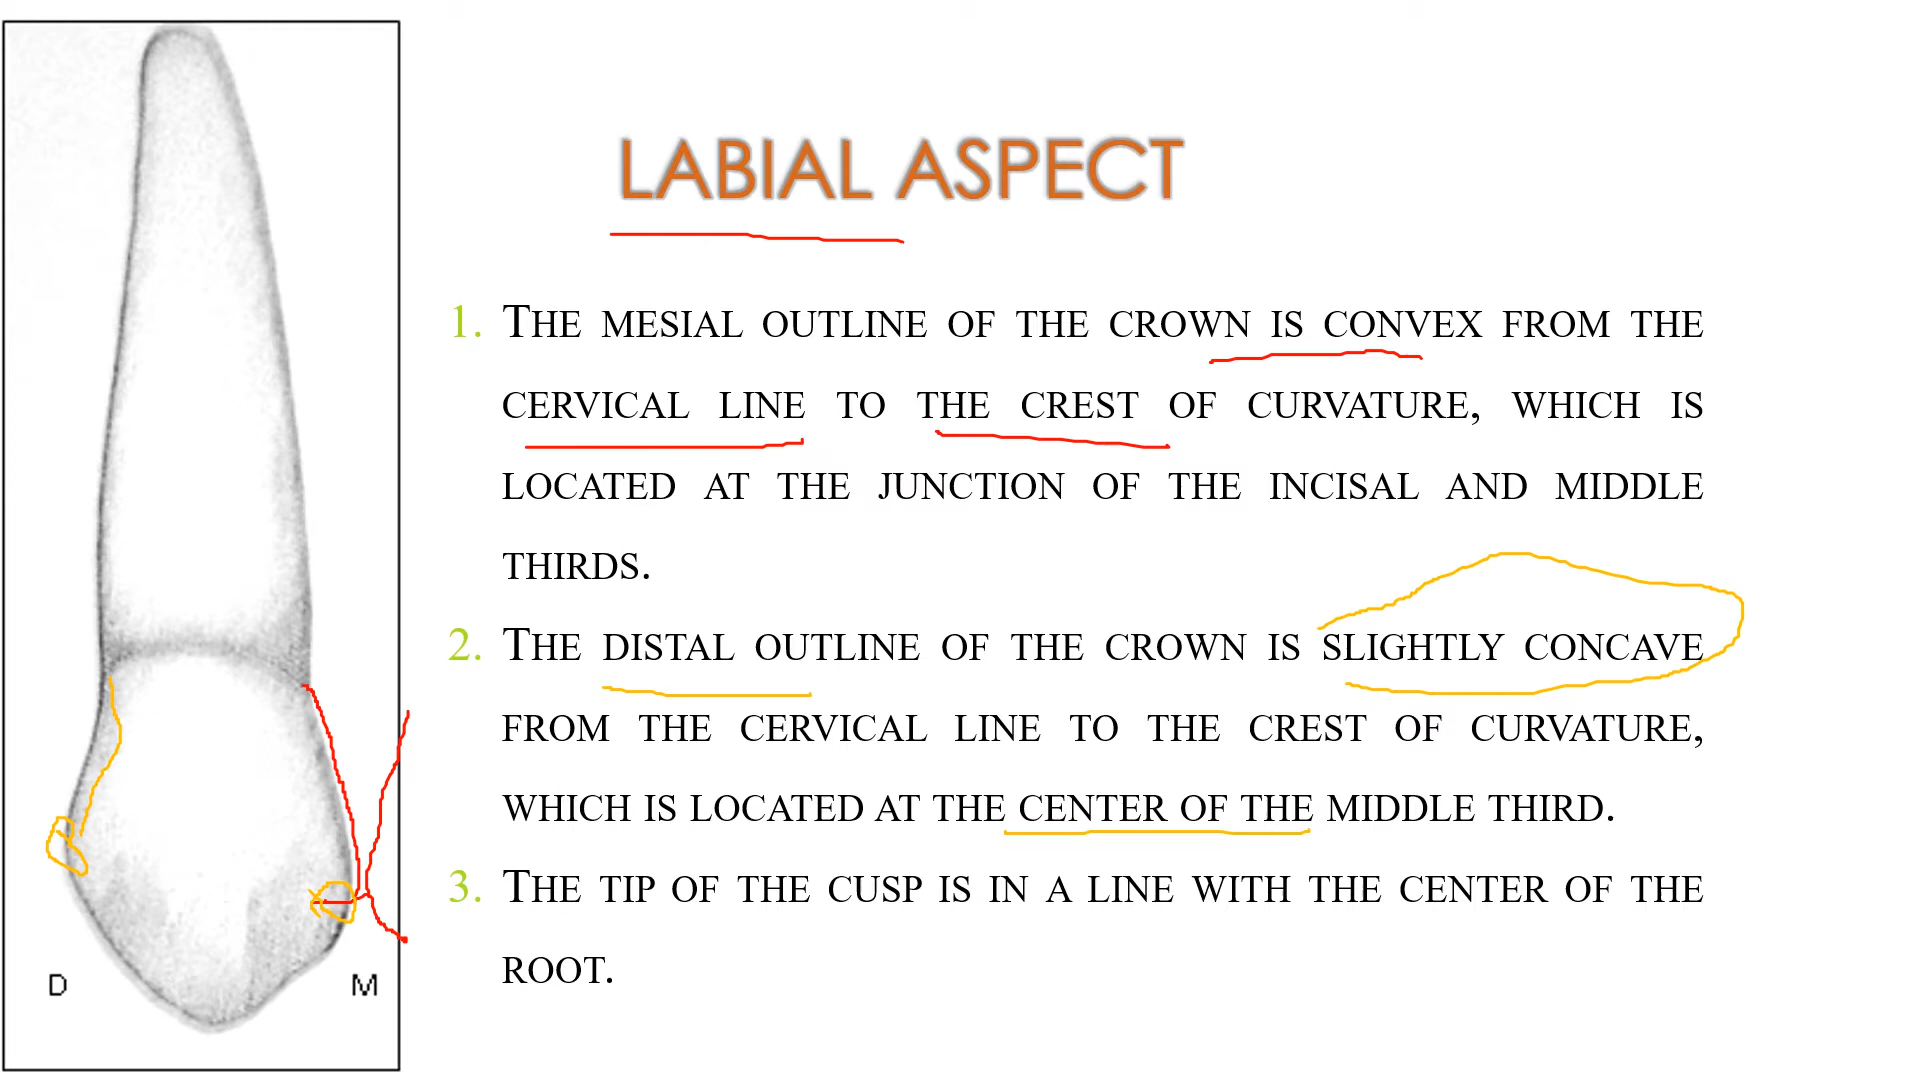 LABIAL ASPECT
1. THE MESIAL OUTLINE OF THE CROWN IS CONVEX FROM THE
CERVICAL LINE TO THE CREST OF CURVATURE, WHICH IS
LOCATED AT THE JUNCTION OF THE INCISAL AND MIDDLE
THIRDS.
2. THE DISTAL OUTLINE OF THE CROWN IS SLIGHTLY CONCAVE
FROM THE CERVICAL LINE TO THE CREST OF CURVATURE,
WHICH IS LOCATED AT THE CENTER OF THE MIDDLE THIRD.
3. THE TIP OF THE CUSP IS IN A LINE WITH THE CENTER OF THE
ROOT.
D M